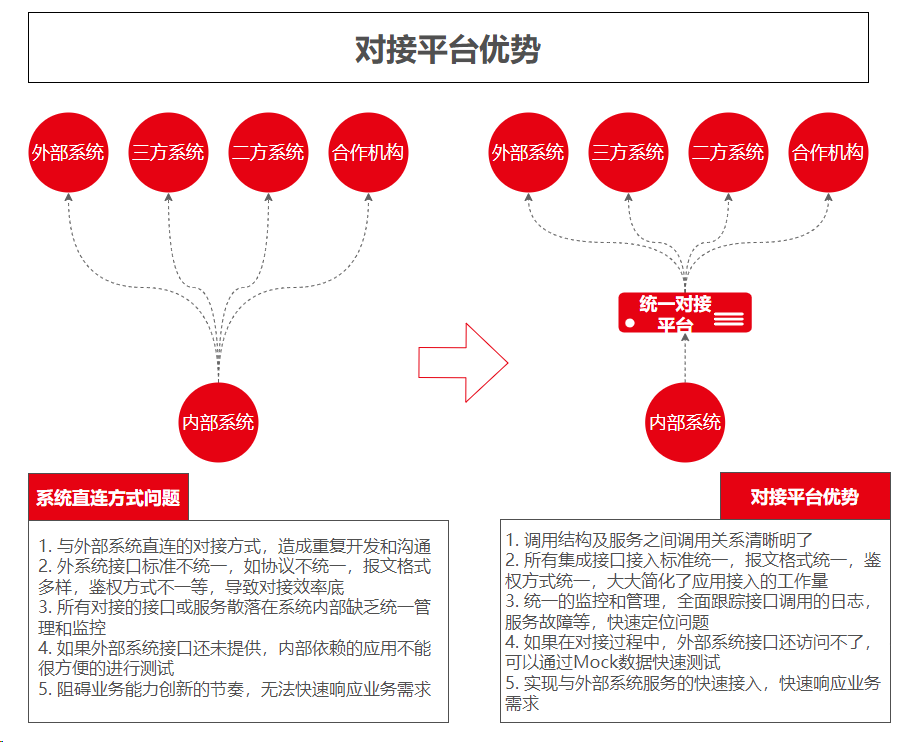 对接平台优势
外部系统
三方系统
二方系统
合作机构
内部系统
外部系统
三方系统
二方系统
合作机构
统一对接
平台
内部系统
系统直连方式问题
1. 与外部系统直连的对接方式，造成重复开发和沟通
2. 外系统接口标准不统一，如协议不统一，报文格式
多样，鉴权方式不一等，导致对接效率底
3. 所有对接的接口或服务散落在系统内部缺乏统一管
理和监控
4. 如果外部系统接口还未提供，内部依赖的应用不能
很方便的进行测试
5. 阻碍业务能力创新的节奏，无法快速响应业务需求
对接平台优势
1. 调用结构及服务之间调用关系清晰明了
2. 所有集成接口接入标准统一，报文格式统一，鉴
权方式统一，大大简化了应用接入的工作量
3. 统一的监控和管理，全面跟踪接口调用的日志，
服务故障等，快速定位问题
4. 如果在对接过程中，外部系统接口还访问不了，
可以通过Mock数据快速测试
5. 实现与外部系统服务的快速接入，快速响应业务
需求